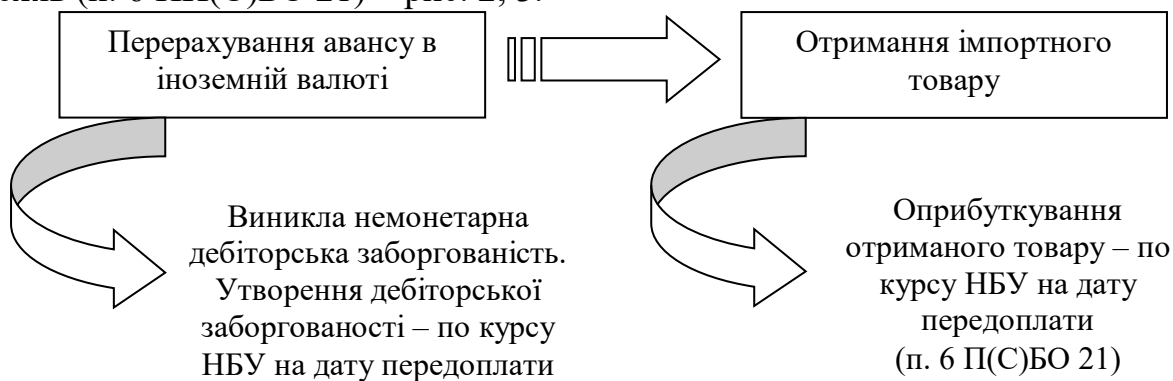 Перерахування авансу в
іноземній валюті
Отримання імпортного
товару
Виникла немонетарна
дебіторська заборгованість.
Утворення дебіторської
заборгованості – по курсу
НБУ на дату передоплати
Оприбуткування
отриманого товару – по
курсу НБУ на дату
передоплати
(п. 6 П(С)БО 21)